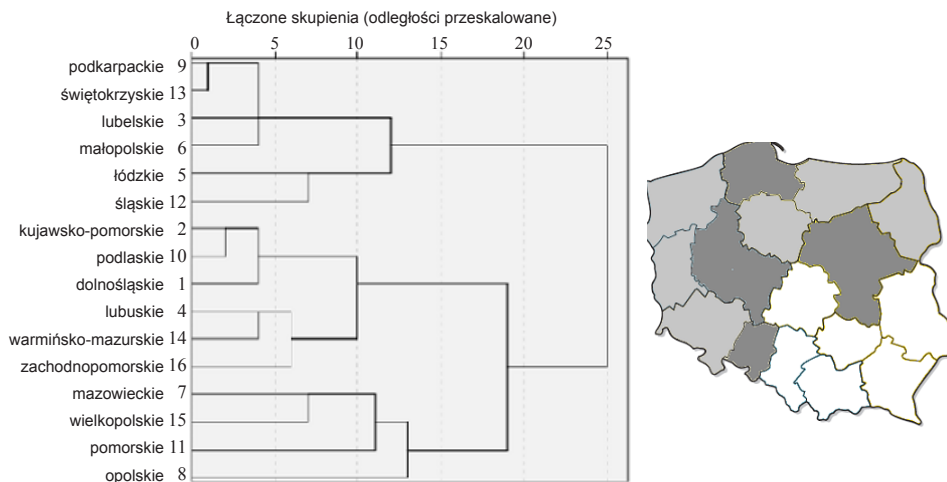 Łączone skupienia (odległości przeskalowane)
0 5 10 15 20 25
podkarpackie 9
świętokrzyskie 13
lubelskie 3
małopolskie 6
łódzkie 5
śląskie 12
kujawsko-pomorskie 2
podlaskie 10
dolnośląskie 1
lubuskie 4
warmińsko-mazurskie 14
zachodnopomorskie 16
mazowieckie 7
wielkopolskie 15
pomorskie 11
opolskie 8